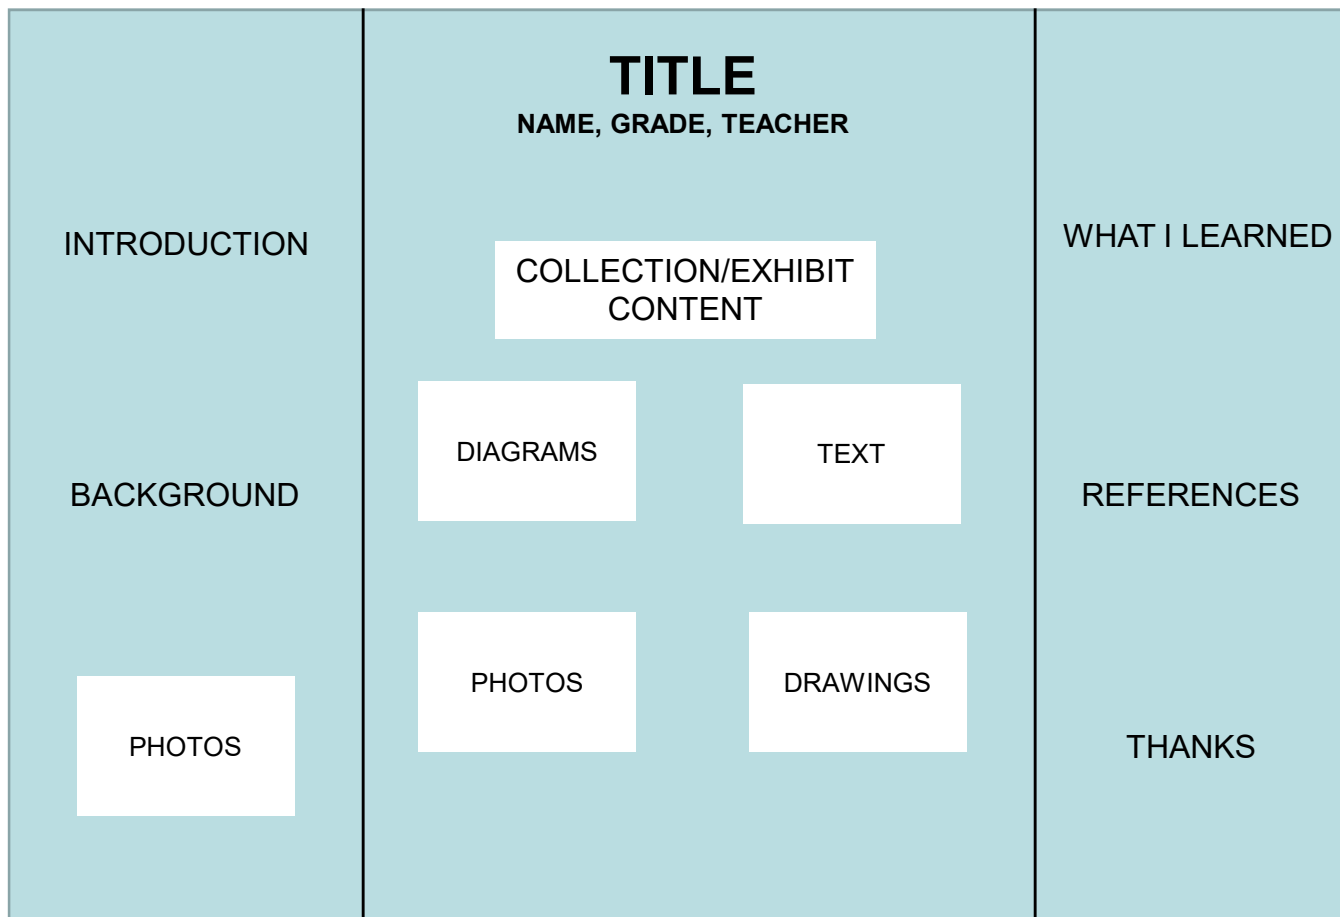 INTRODUCTION
BACKGROUND
PHOTOS
TITLE
NAME, GRADE, TEACHER
COLLECTION/EXHIBIT
CONTENT
DIAGRAMS
TEXT
PHOTOS
DRAWINGS
WHAT I LEARNED
REFERENCES
THANKS